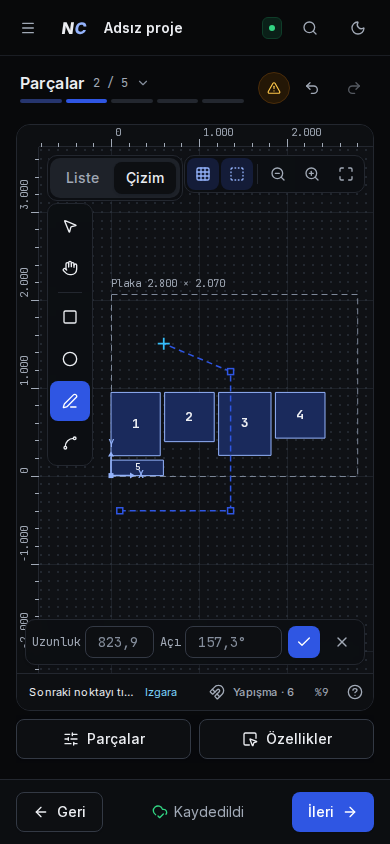 NC Adsız proje
Parçalar 2 / 5
0 1.000 2.000
Liste Çizim
3.000
2.000
1.000
0
-1.000
-2.000
Plaka 2.800 × 2.070
1 2 3 4
Y
5
X
Uzunluk 823,9 Açı 157,3°
Sonraki noktayı tı... Izgara Yapışma · 6 %9
Parçalar Özellikler
Geri Kaydedildi İleri